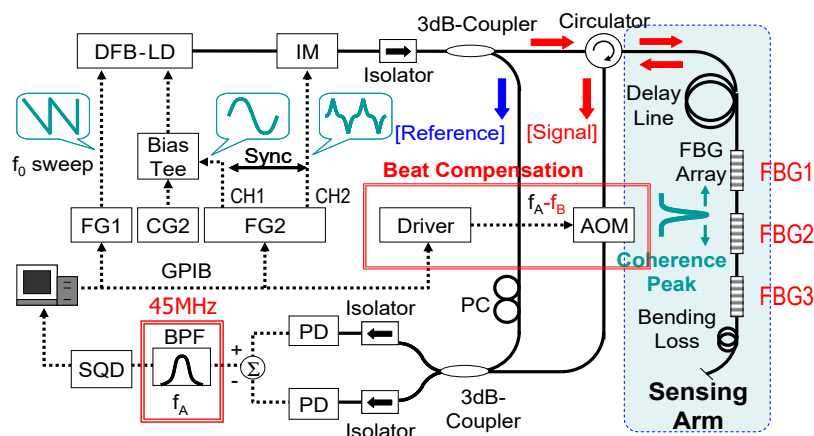 DFB-LD
IM
Isolator
3dB-Coupler
Circulator
f0 sweep
Bias
Tee
Sync
CH1
CH2
FG1
CG2
FG2
[Reference]
[Signal]
Beat Compensation
Driver
fA-fB
AOM
Delay
Line
FBG
Array
FBG1
FBG2
FBG3
Coherence
Peak
Bending
Loss
Sensing
Arm
GPIB
PC
45MHz
BPF
fA
SQD
+
-
Σ
PD
Isolator
PD
Isolator
3dB-
Coupler